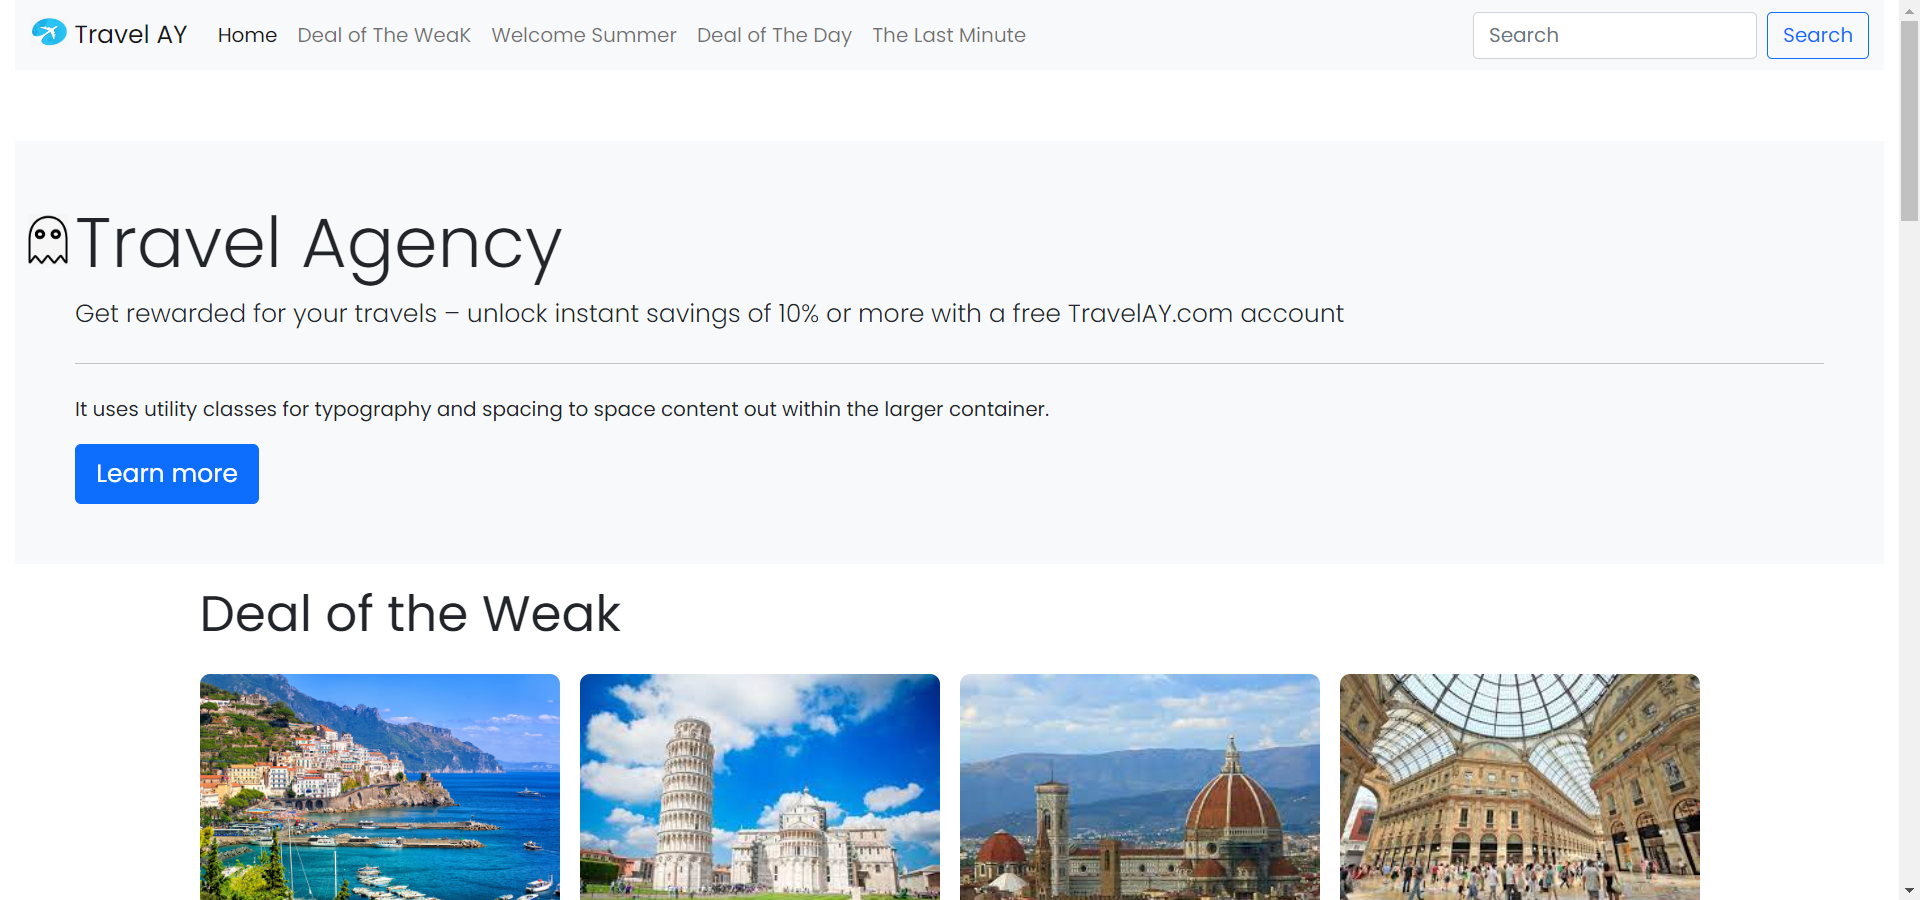 Travel AY Home Deal of The WeaK Welcome Summer Deal of The Day The Last Minute Search Search
Travel Agency
Get rewarded for your travels – unlock instant savings of 10% or more with a free TravelAY.com account
It uses utility classes for typography and spacing to space content out within the larger container.
Learn more
Deal of the Weak